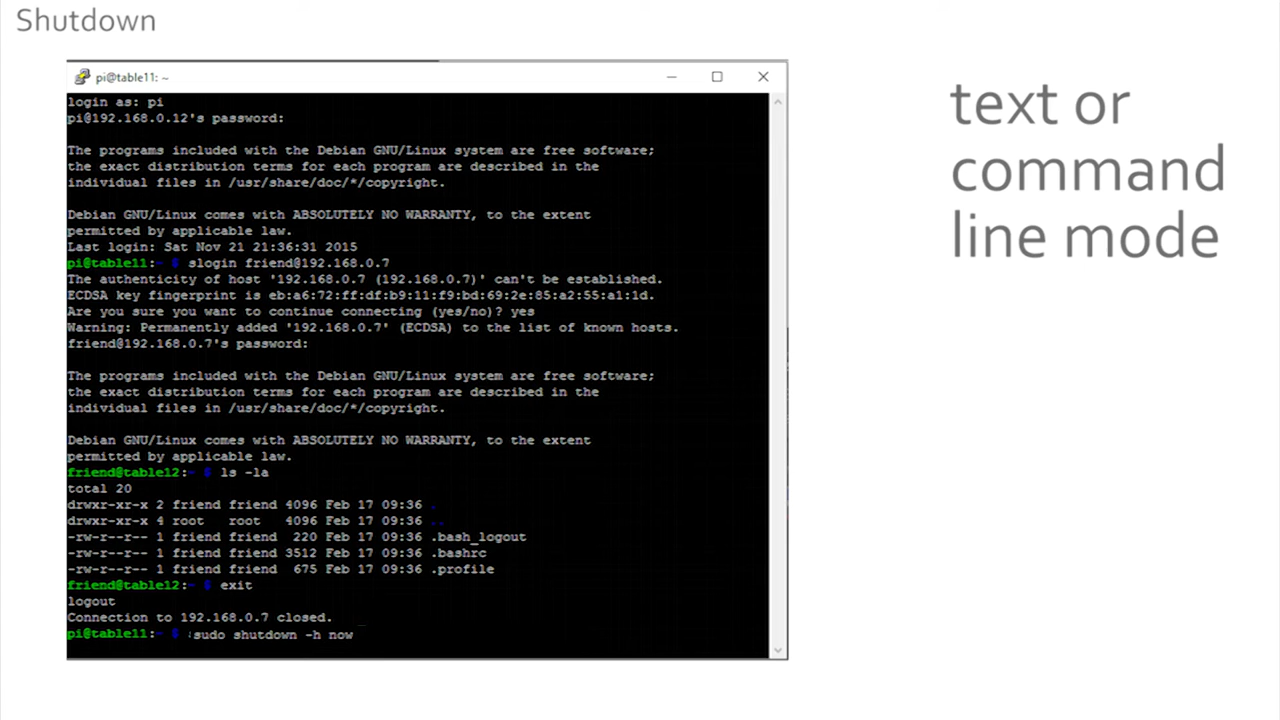 Shutdown
pi@table11: ~
login as: pi
pi@192.168.0.12's password:
The programs included with the Debian GNU/Linux system are free software;
the exact distribution terms for each program are described in the
individual files in /usr/share/doc/*/copyright.
Debian GNU/Linux comes with ABSOLUTELY NO WARRANTY, to the extent
permitted by applicable law.
Last login: Sat Nov 21 21:36:31 2015
pi@table11:~ $ slogin friend@192.168.0.7
The authenticity of host '192.168.0.7 (192.168.0.7)' can't be established.
ECDSA key fingerprint is eb:a6:72:ff:df:b9:11:f9:bd:69:2e:85:a2:55:a1:1d.
Are you sure you want to continue connecting (yes/no)? yes
Warning: Permanently added '192.168.0.7' (ECDSA) to the list of known hosts.
friend@192.168.0.7's password:
The programs included with the Debian GNU/Linux system are free software;
the exact distribution terms for each program are described in the
individual files in /usr/share/doc/*/copyright.
Debian GNU/Linux comes with ABSOLUTELY NO WARRANTY, to the extent
permitted by applicable law.
friend@table12:~ $ ls -la
total 20
drwxr-xr-x 2 friend friend 4096 Feb 17 09:36 .
drwxr-xr-x 4 root   root   4096 Feb 17 09:36 ..
-rw-r--r-- 1 friend friend  220 Feb 17 09:36 .bash_logout
-rw-r--r-- 1 friend friend 3512 Feb 17 09:36 .bashrc
-rw-r--r-- 1 friend friend  675 Feb 17 09:36 .profile
friend@table12:~ $ exit
logout
Connection to 192.168.0.7 closed.
pi@table11:~ $ sudo shutdown -h now
text or
command
line mode